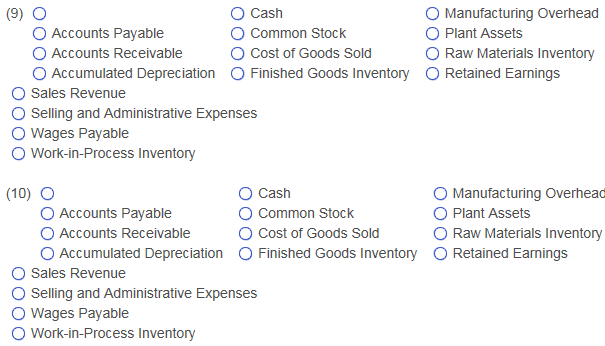 (9) Cash Manufacturing Overhead
Accounts Payable Common Stock Plant Assets
Accounts Receivable Cost of Goods Sold Raw Materials Inventory
Accumulated Depreciation Finished Goods Inventory Retained Earnings
Sales Revenue
Selling and Administrative Expenses
Wages Payable
Work-in-Process Inventory
(10) Cash Manufacturing Overhead
Accounts Payable Common Stock Plant Assets
Accounts Receivable Cost of Goods Sold Raw Materials Inventory
Accumulated Depreciation Finished Goods Inventory Retained Earnings
Sales Revenue
Selling and Administrative Expenses
Wages Payable
Work-in-Process Inventory